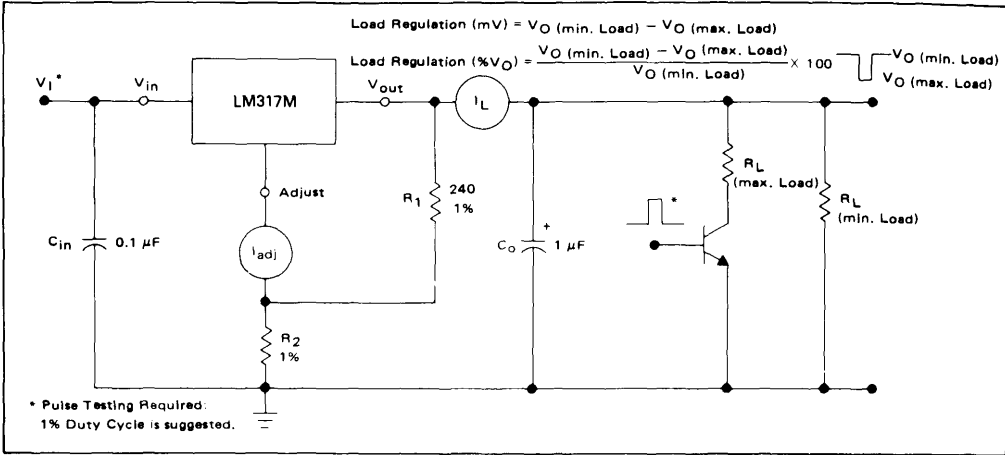 Load Regulation (mV) = VO (min. Load) − VO (max. Load)
Load Regulation (%VO) = VO (min. Load) − VO (max. Load) / VO (min. Load) × 100
VO (min. Load)
VO (max. Load)
VI*
Vin
LM317M
Vout
IL
Adjust
R1
240
1%
RL
(max. Load)
RL
(min. Load)
*
Cin
0.1 µF
Iadj
+
CO
1 µF
R2
1%
* Pulse Testing Required:
1% Duty Cycle is suggested.